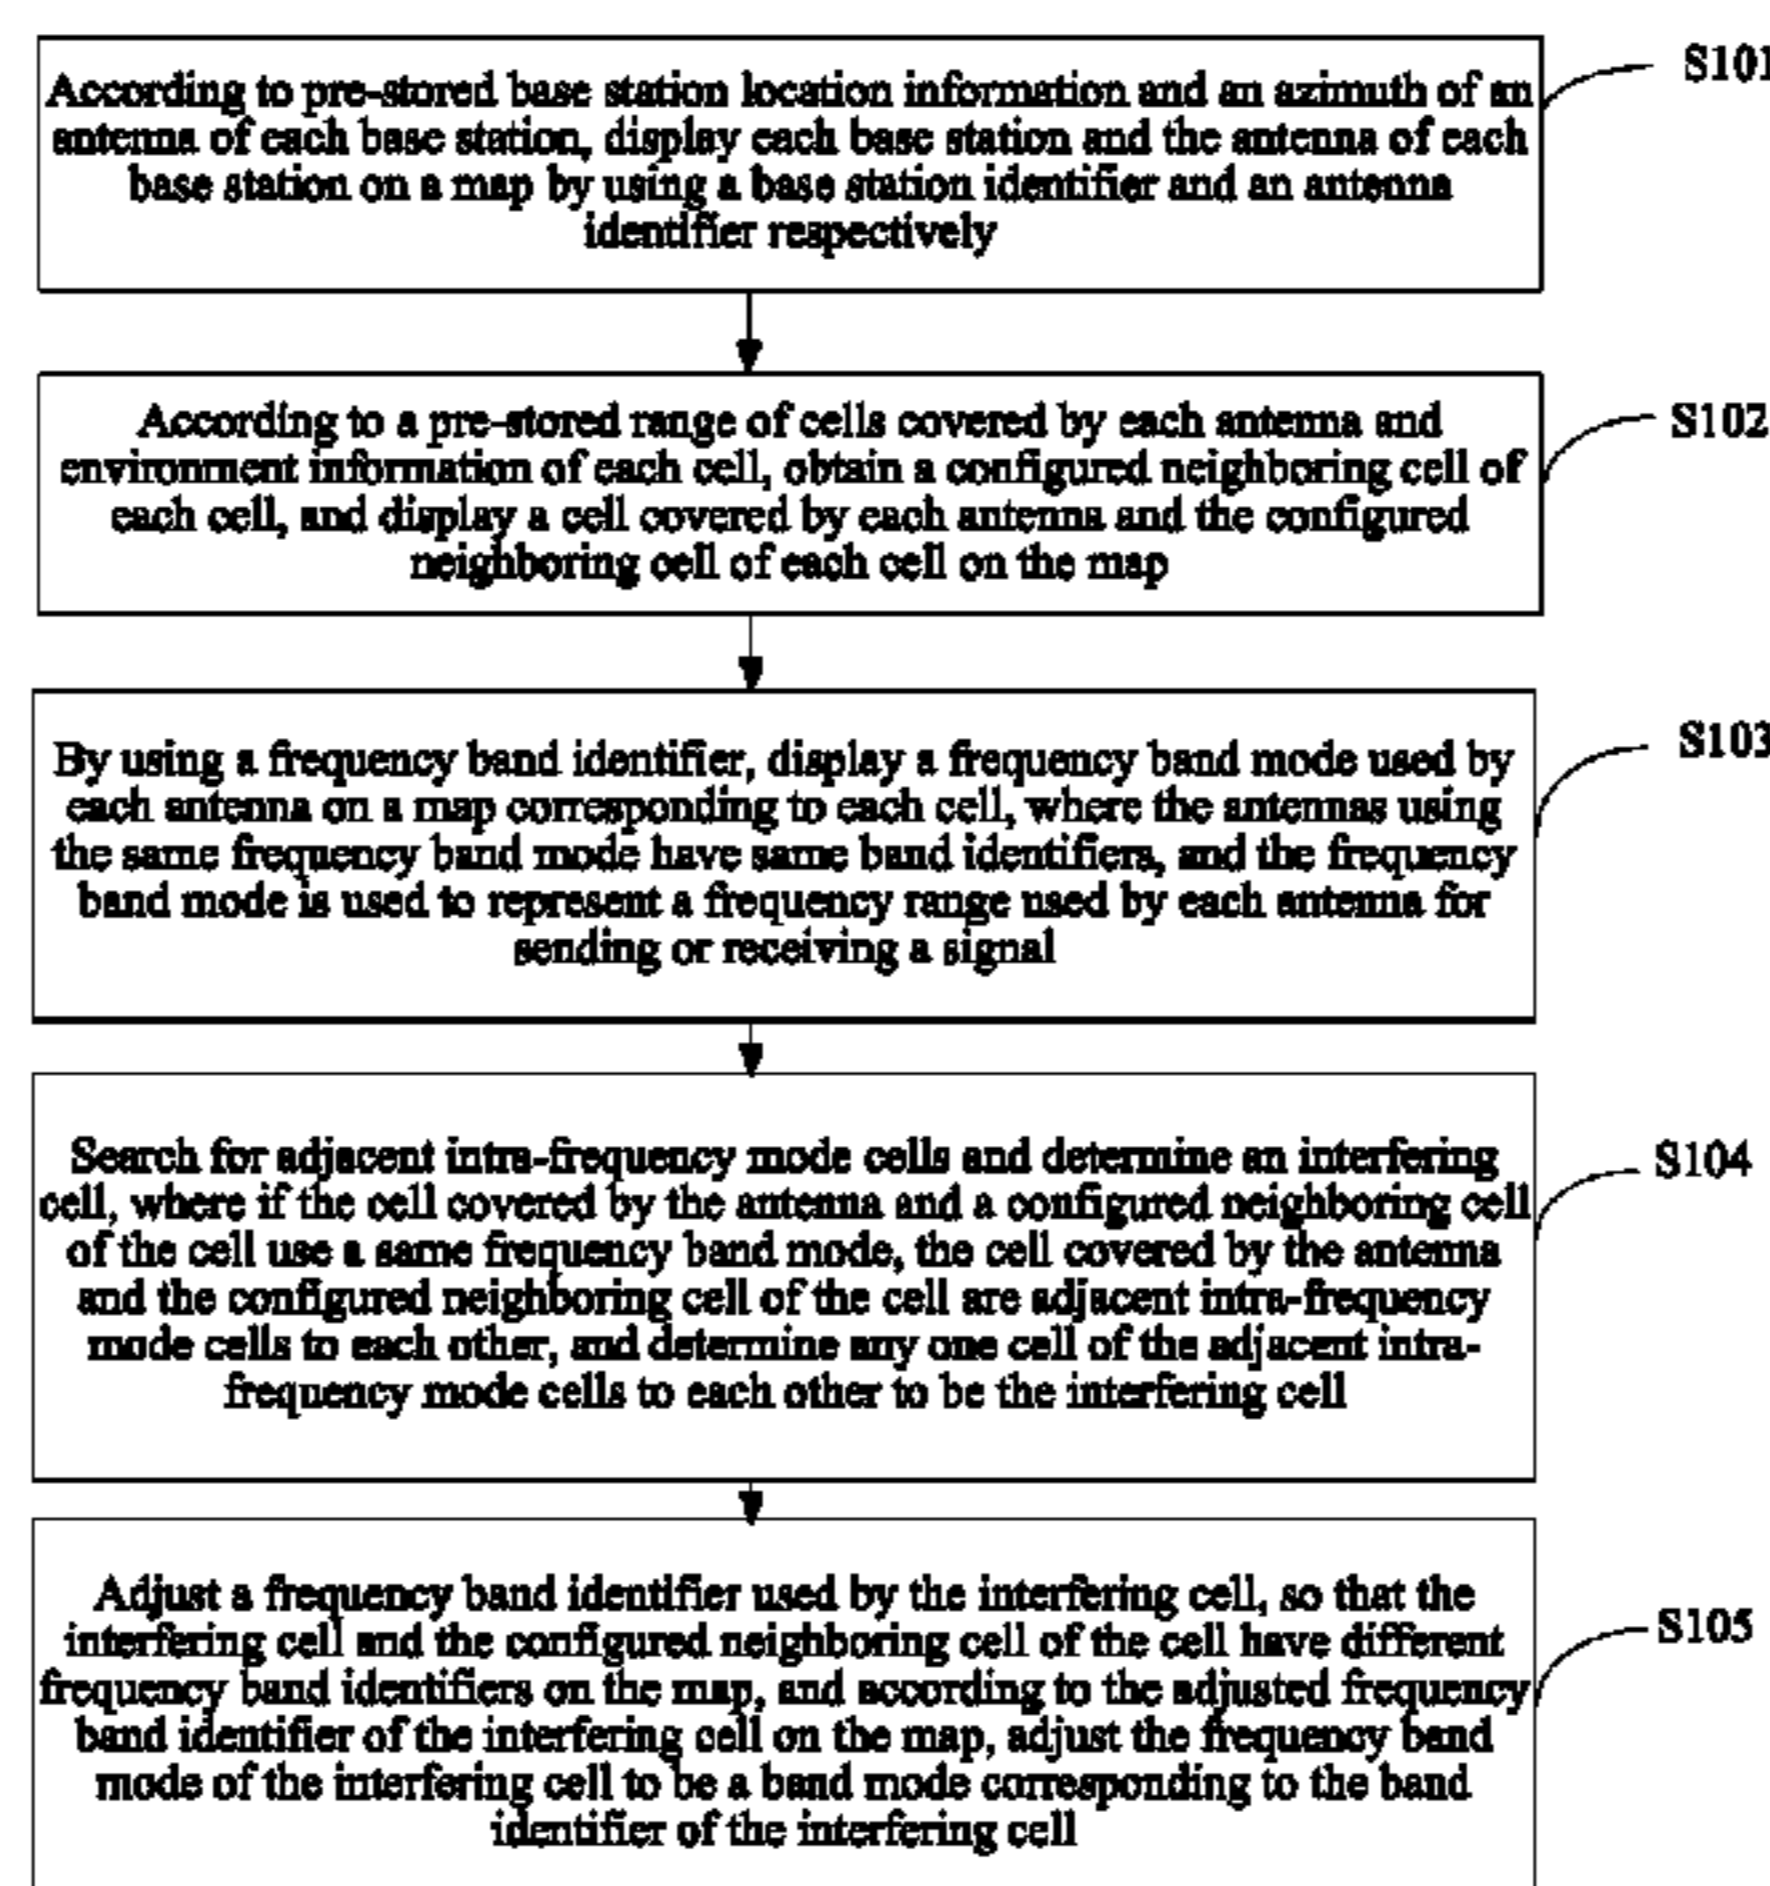 According to pre-stored base station location information and an azimuth of an
antenna of each base station, display each base station and the antenna of each
base station on a map by using a base station identifier and an antenna
identifier respectively
S101
According to a pre-stored range of cells covered by each antenna and
environment information of each cell, obtain a configured neighboring cell of
each cell, and display a cell covered by each antenna and the configured
neighboring cell of each cell on the map
S102
By using a frequency band identifier, display a frequency band mode used by
each antenna on a map corresponding to each cell, where the antennas using
the same frequency band mode have same band identifiers, and the frequency
band mode is used to represent a frequency range used by each antenna for
sending or receiving a signal
S103
Search for adjacent intra-frequency mode cells and determine an interfering
cell, where if the cell covered by the antenna and a configured neighboring cell
of the cell use a same frequency band mode, the cell covered by the antenna
and the configured neighboring cell of the cell are adjacent intra-frequency
mode cells to each other, and determine any one cell of the adjacent intra-
frequency mode cells to each other to be the interfering cell
S104
Adjust a frequency band identifier used by the interfering cell, so that the
interfering cell and the configured neighboring cell of the cell have different
frequency band identifiers on the map, and according to the adjusted frequency
band identifier of the interfering cell on the map, adjust the frequency band
mode of the interfering cell to be a band mode corresponding to the band
identifier of the interfering cell
S105